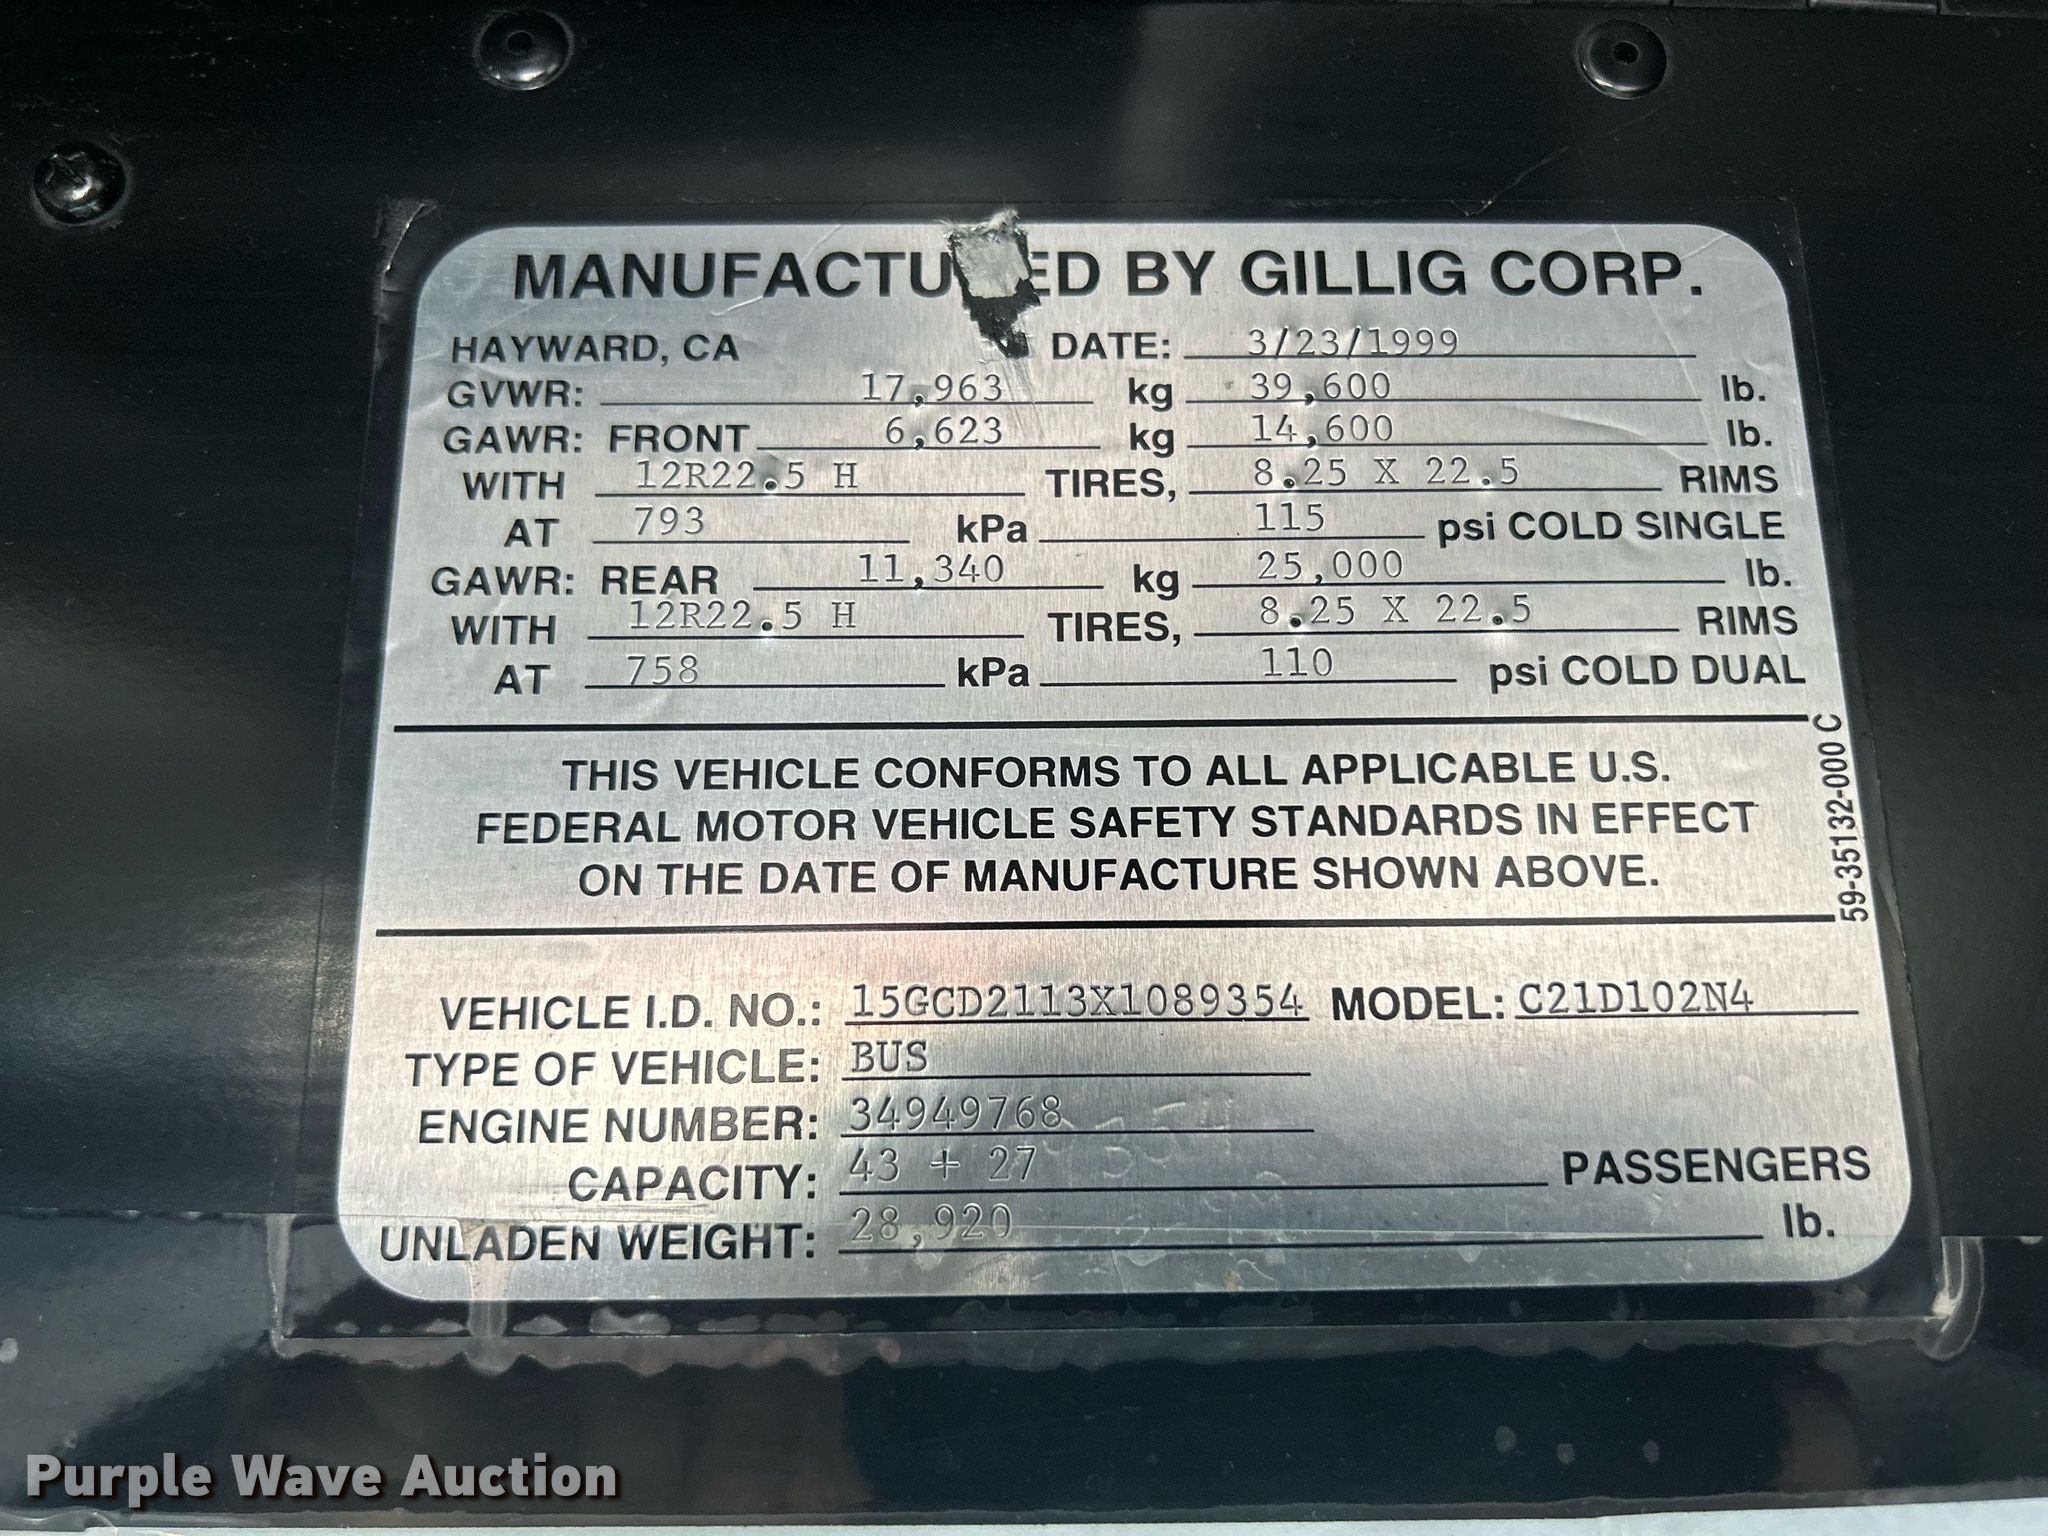 MANUFACTURED BY GILLIG CORP.
HAYWARD, CA DATE: 3/23/1999
GVWR: 17,963 kg 39,600 lb.
GAWR: FRONT 6,623 kg 14,600 lb.
WITH 12R22.5 H TIRES, 8.25 X 22.5 RIMS
AT 793 kPa 115 psi COLD SINGLE
GAWR: REAR 11,340 kg 25,000 lb.
WITH 12R22.5 H TIRES, 8.25 X 22.5 RIMS
AT 758 kPa 110 psi COLD DUAL
THIS VEHICLE CONFORMS TO ALL APPLICABLE U.S.
FEDERAL MOTOR VEHICLE SAFETY STANDARDS IN EFFECT
ON THE DATE OF MANUFACTURE SHOWN ABOVE.
59-35132-000 C
VEHICLE I.D. NO.: 15GCD2113X1089354 MODEL: C21D102N4
TYPE OF VEHICLE: BUS
ENGINE NUMBER: 34949768
CAPACITY: 43 + 27 PASSENGERS
UNLADEN WEIGHT: 28,920 lb.
Purple Wave Auction